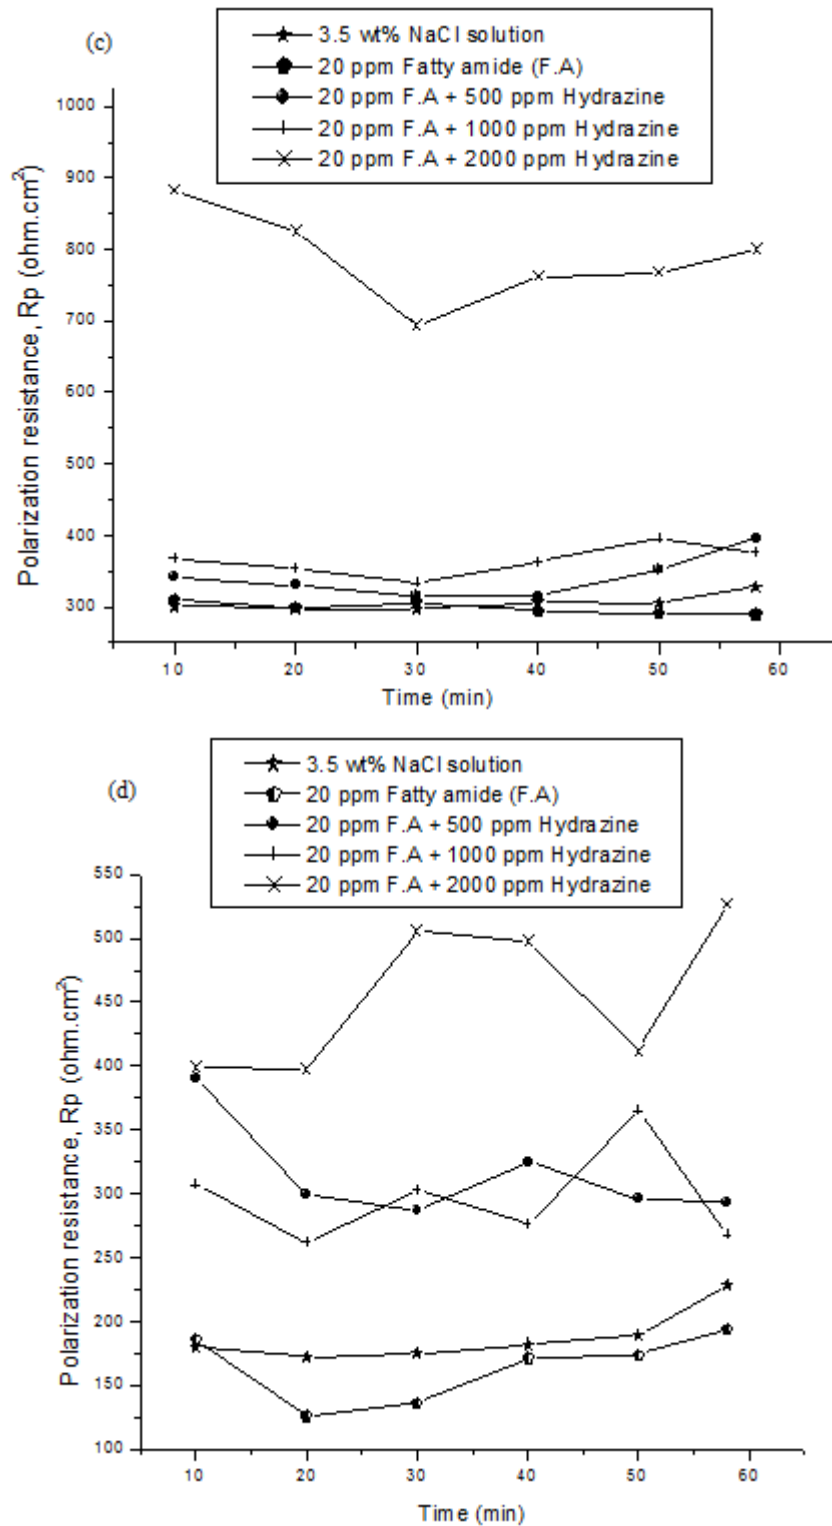 (c)
3.5 wt% NaCl solution
20 ppm Fatty amide (F.A)
20 ppm F.A + 500 ppm Hydrazine
20 ppm F.A + 1000 ppm Hydrazine
20 ppm F.A + 2000 ppm Hydrazine
Polarization resistance, Rp (ohm.cm²)
1000
900
800
700
600
500
400
300
10 20 30 40 50 60
Time (min)
(d)
3.5 wt% NaCl solution
20 ppm Fatty amide (F.A)
20 ppm F.A + 500 ppm Hydrazine
20 ppm F.A + 1000 ppm Hydrazine
20 ppm F.A + 2000 ppm Hydrazine
Polarization resistance, Rp (ohm.cm²)
550
500
450
400
350
300
250
200
150
100
10 20 30 40 50 60
Time (min)